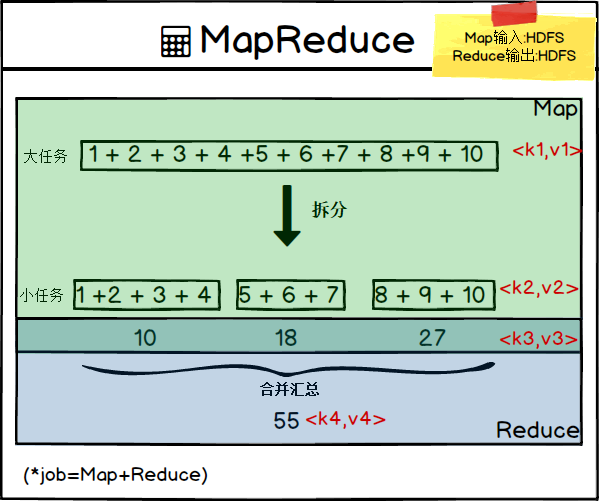 MapReduce
Map输入:HDFS
Reduce输出:HDFS
Map
大任务
1 + 2 + 3 + 4 +5 + 6 +7 + 8 +9 + 10
<k1,v1>
拆分
小任务
1 +2 + 3 + 4
5 + 6 + 7
8 + 9 + 10
<k2,v2>
10
18
27
<k3,v3>
合并汇总
55 <k4,v4>
Reduce
(*job=Map+Reduce)